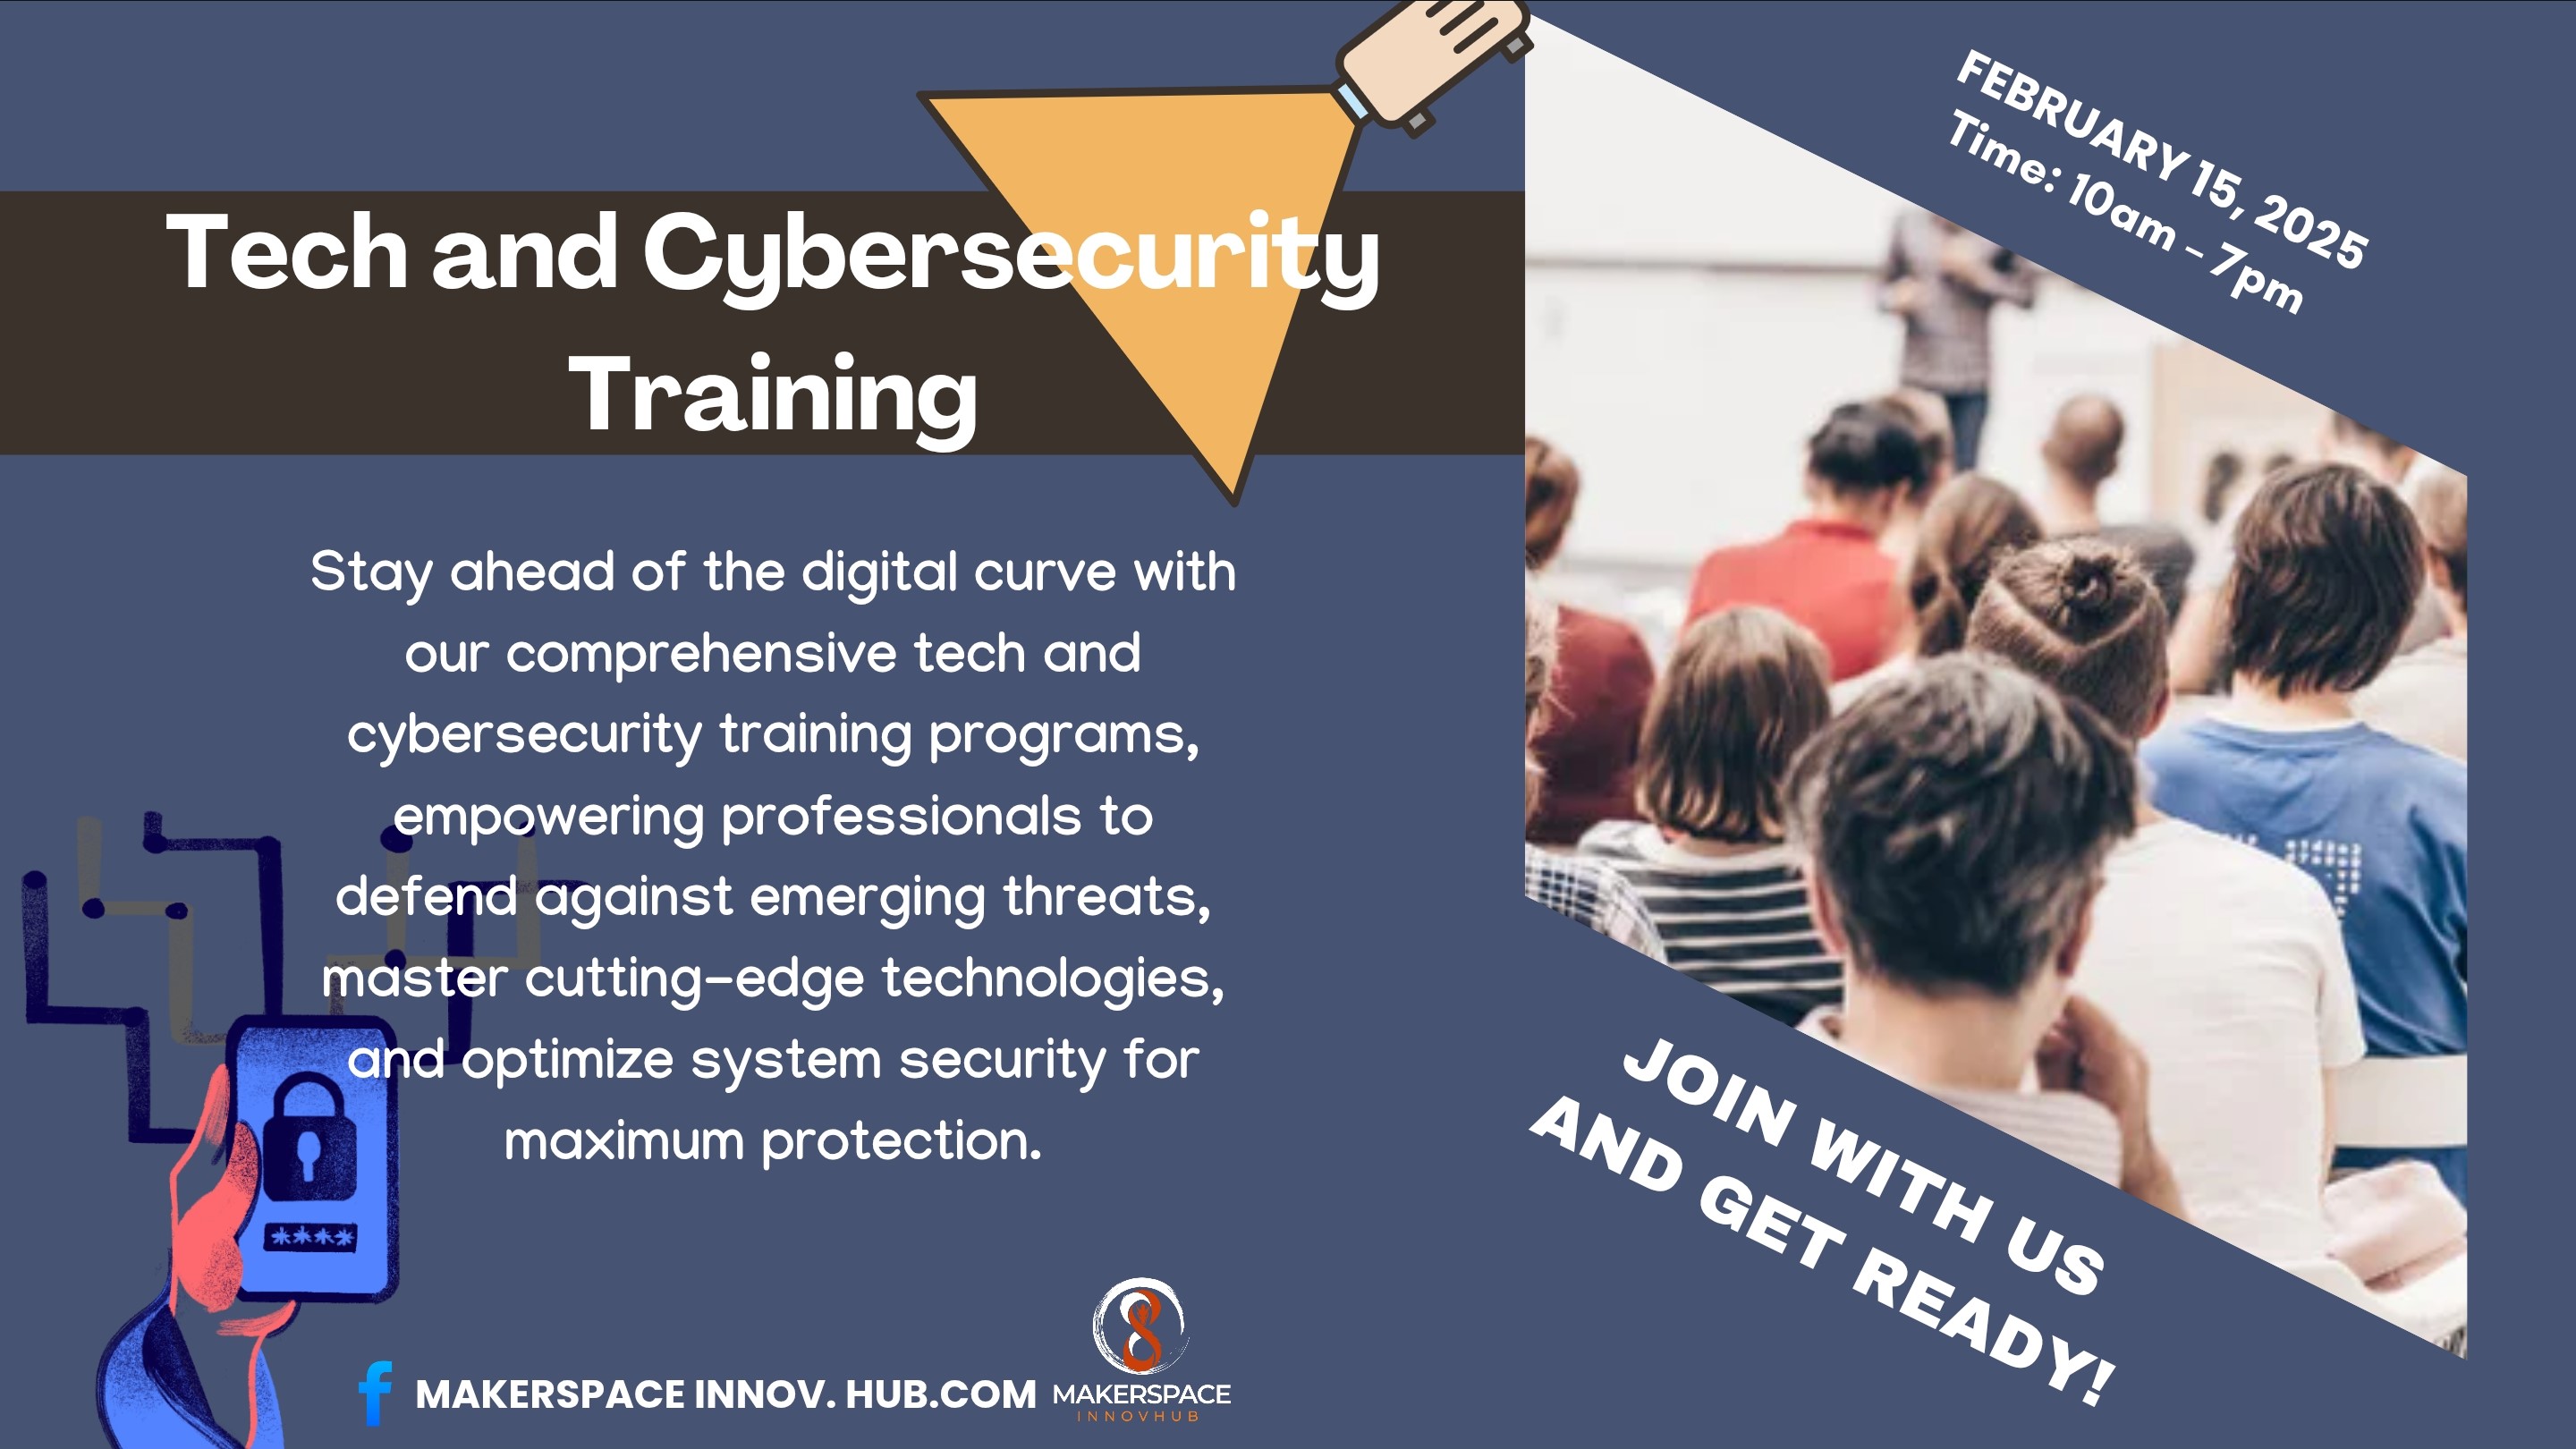 FEBRUARY 15, 2025
Time: 10am - 7pm
Tech and Cybersecurity
Training
Stay ahead of the digital curve with
our comprehensive tech and
cybersecurity training programs,
empowering professionals to
defend against emerging threats,
master cutting-edge technologies,
and optimize system security for
maximum protection.
****
JOIN WITH US
AND GET READY!
f MAKERSPACE INNOV. HUB.COM
MAKERSPACE
INNOVHUB